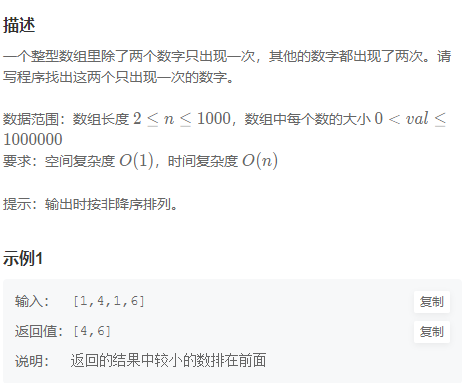 描述
一个整型数组里除了两个数字只出现一次，其他的数字都出现了两次。请
写程序找出这两个只出现一次的数字。
数据范围：数组长度 2 ≤ n ≤ 1000，数组中每个数的大小 0 < val ≤
1000000
要求：空间复杂度 O(1)，时间复杂度 O(n)
提示：输出时按非降序排列。
示例1
输入： [1,4,1,6] 复制
返回值：[4,6] 复制
说明： 返回的结果中较小的数排在前面